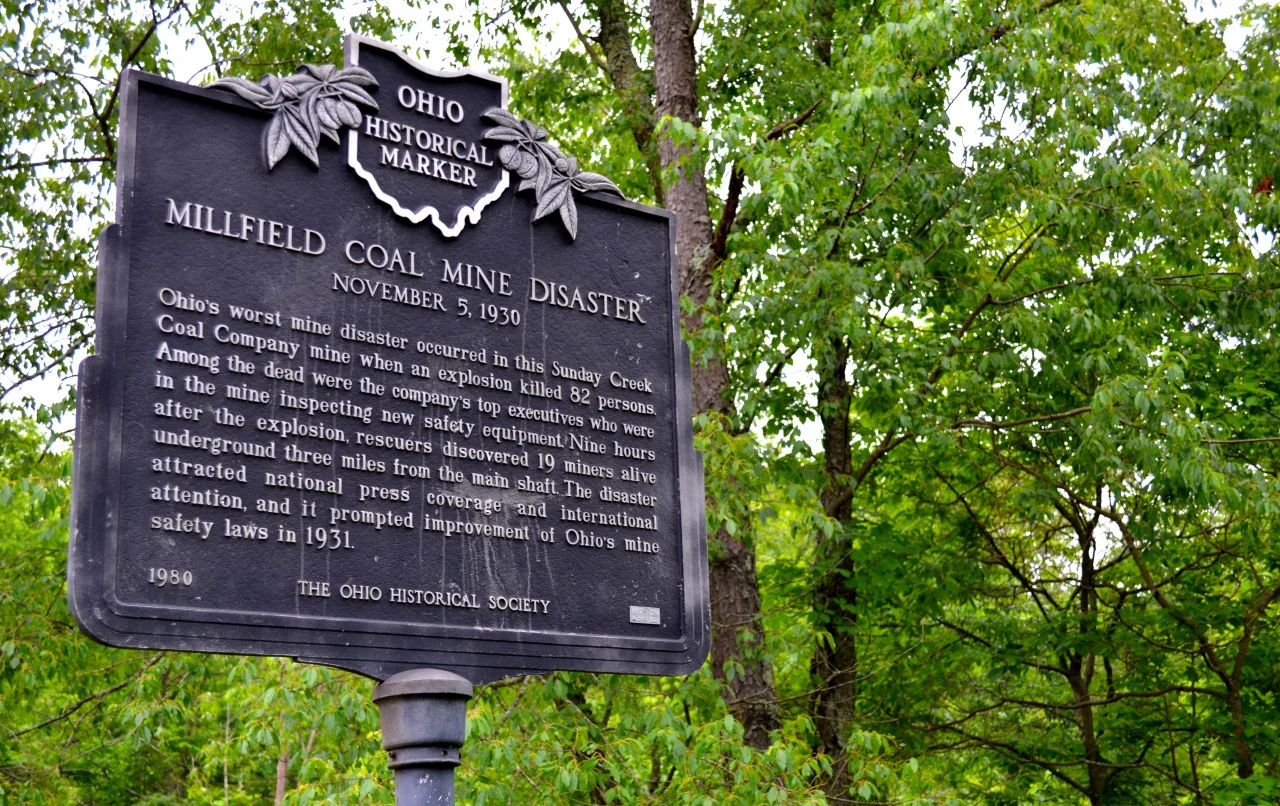 OHIO
HISTORICAL
MARKER
MILLFIELD COAL MINE DISASTER
NOVEMBER 5, 1930
Ohio's worst mine disaster occurred in this Sunday Creek
Coal Company mine when an explosion killed 82 persons.
Among the dead were the company's top executives who were
in the mine inspecting new safety equipment. Nine hours
after the explosion, rescuers discovered 19 miners alive
underground three miles from the main shaft. The disaster
attracted national press coverage and international
attention, and it prompted improvement of Ohio's mine
safety laws in 1931.
1980
THE OHIO HISTORICAL SOCIETY